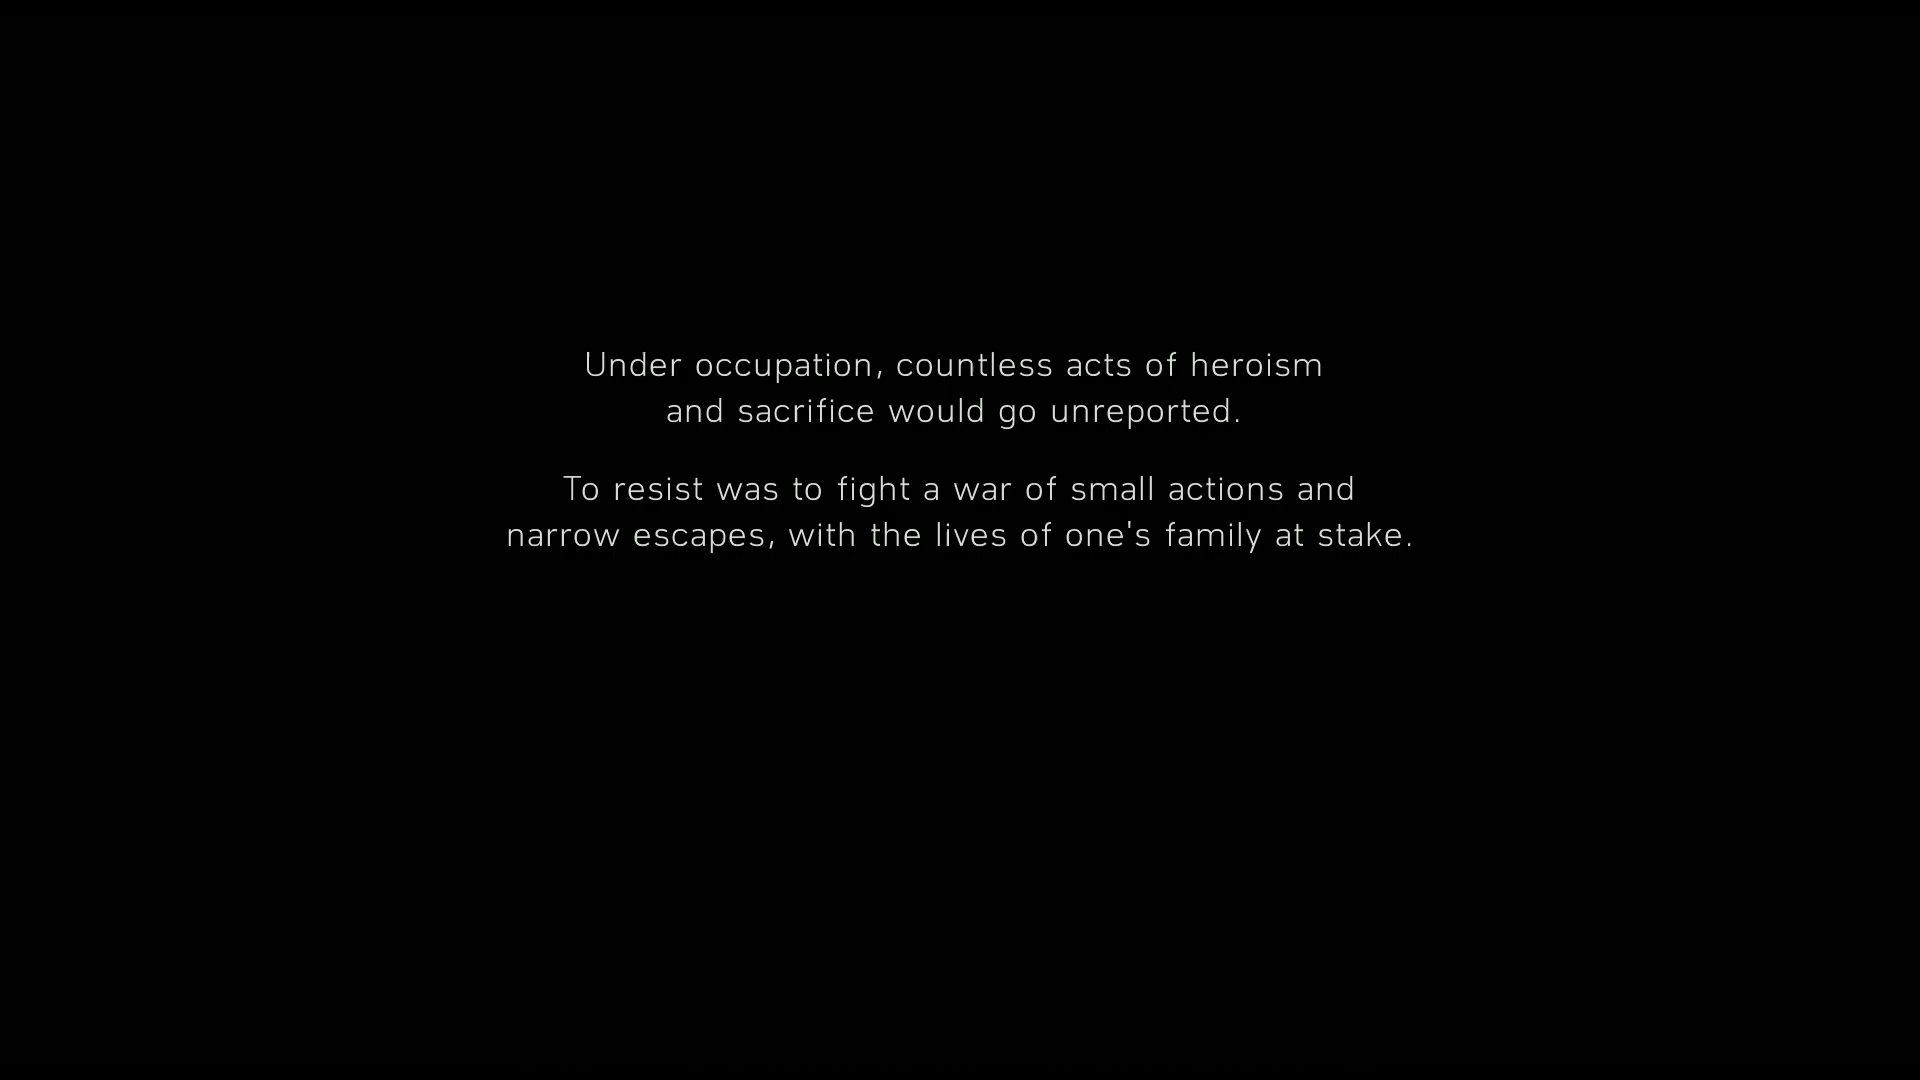 Under occupation, countless acts of heroism
and sacrifice would go unreported.
To resist was to fight a war of small actions and
narrow escapes, with the lives of one's family at stake.